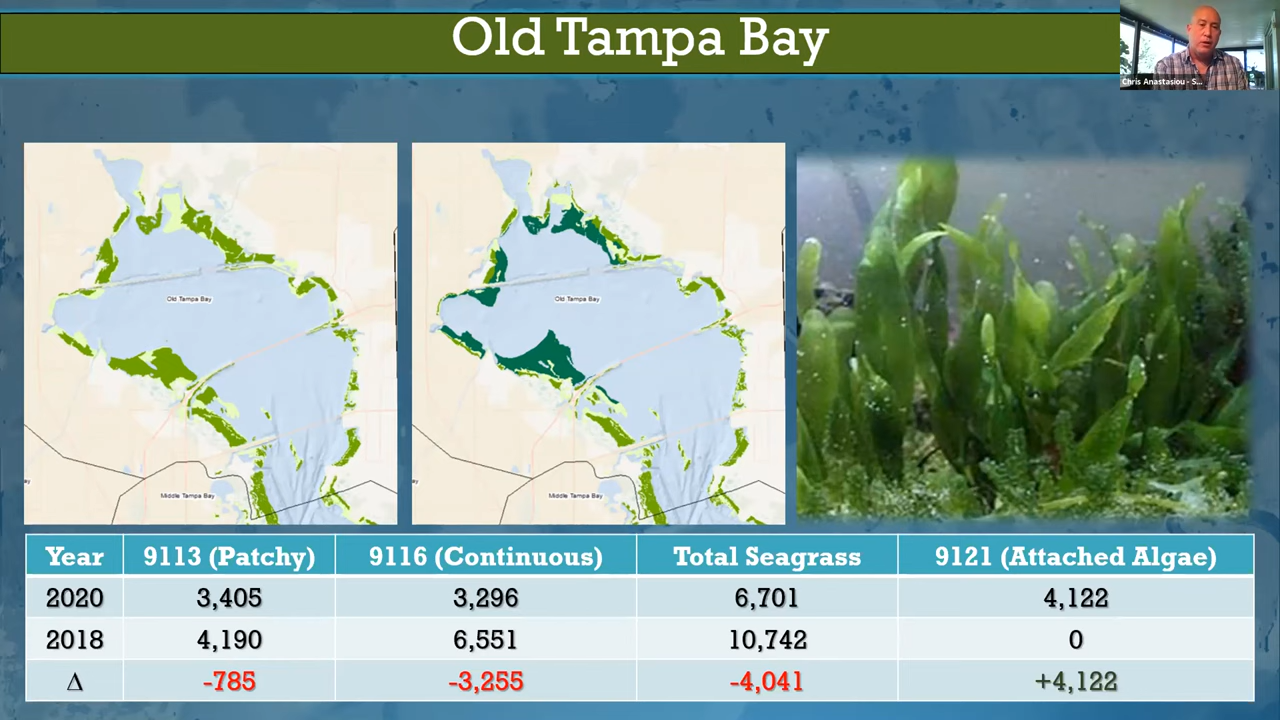 Old Tampa Bay
Chris Anastasiou - S...
Old Tampa Bay
Middle Tampa Bay
Old Tampa Bay
ay
Middle Tampa Bay
Year 9113 (Patchy) 9116 (Continuous) Total Seagrass 9121 (Attached Algae)
2020 3,405 3,296 6,701 4,122
2018 4,190 6,551 10,742 0
Δ -785 -3,255 -4,041 +4,122